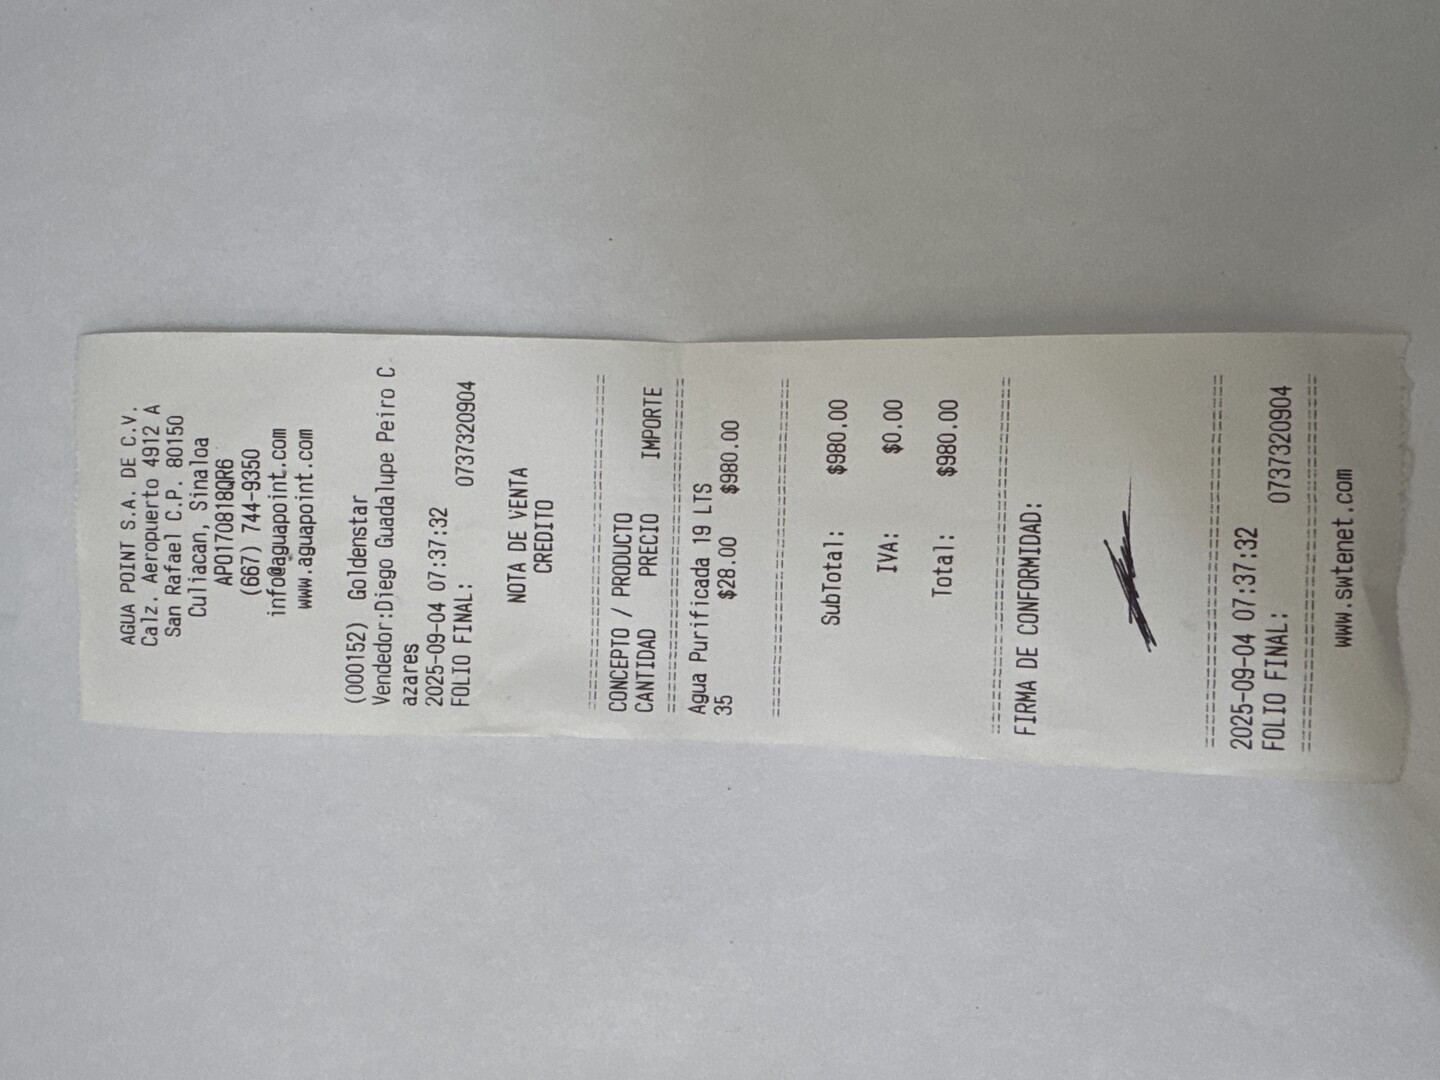 AGUA POINT S.A. DE C.V.
Calz. Aeropuerto 4912 A
San Rafael C.P. 80150
Culiacan, Sinaloa
APO170818QR6
(667) 744-9350
info@aguapoint.com
www.aguapoint.com
(000152) Goldenstar
Vendedor:Diego Guadalupe Peiro C
azares
2025-09-04 07:37:32
FOLIO FINAL: 0737320904
NOTA DE VENTA
CREDITO
CONCEPTO / PRODUCTO
CANTIDAD PRECIO IMPORTE
Agua Purificada 19 LTS
35 $28.00 $980.00
SubTotal: $980.00
IVA: $0.00
Total: $980.00
FIRMA DE CONFORMIDAD:
2025-09-04 07:37:32
FOLIO FINAL: 0737320904
www.swtenet.com